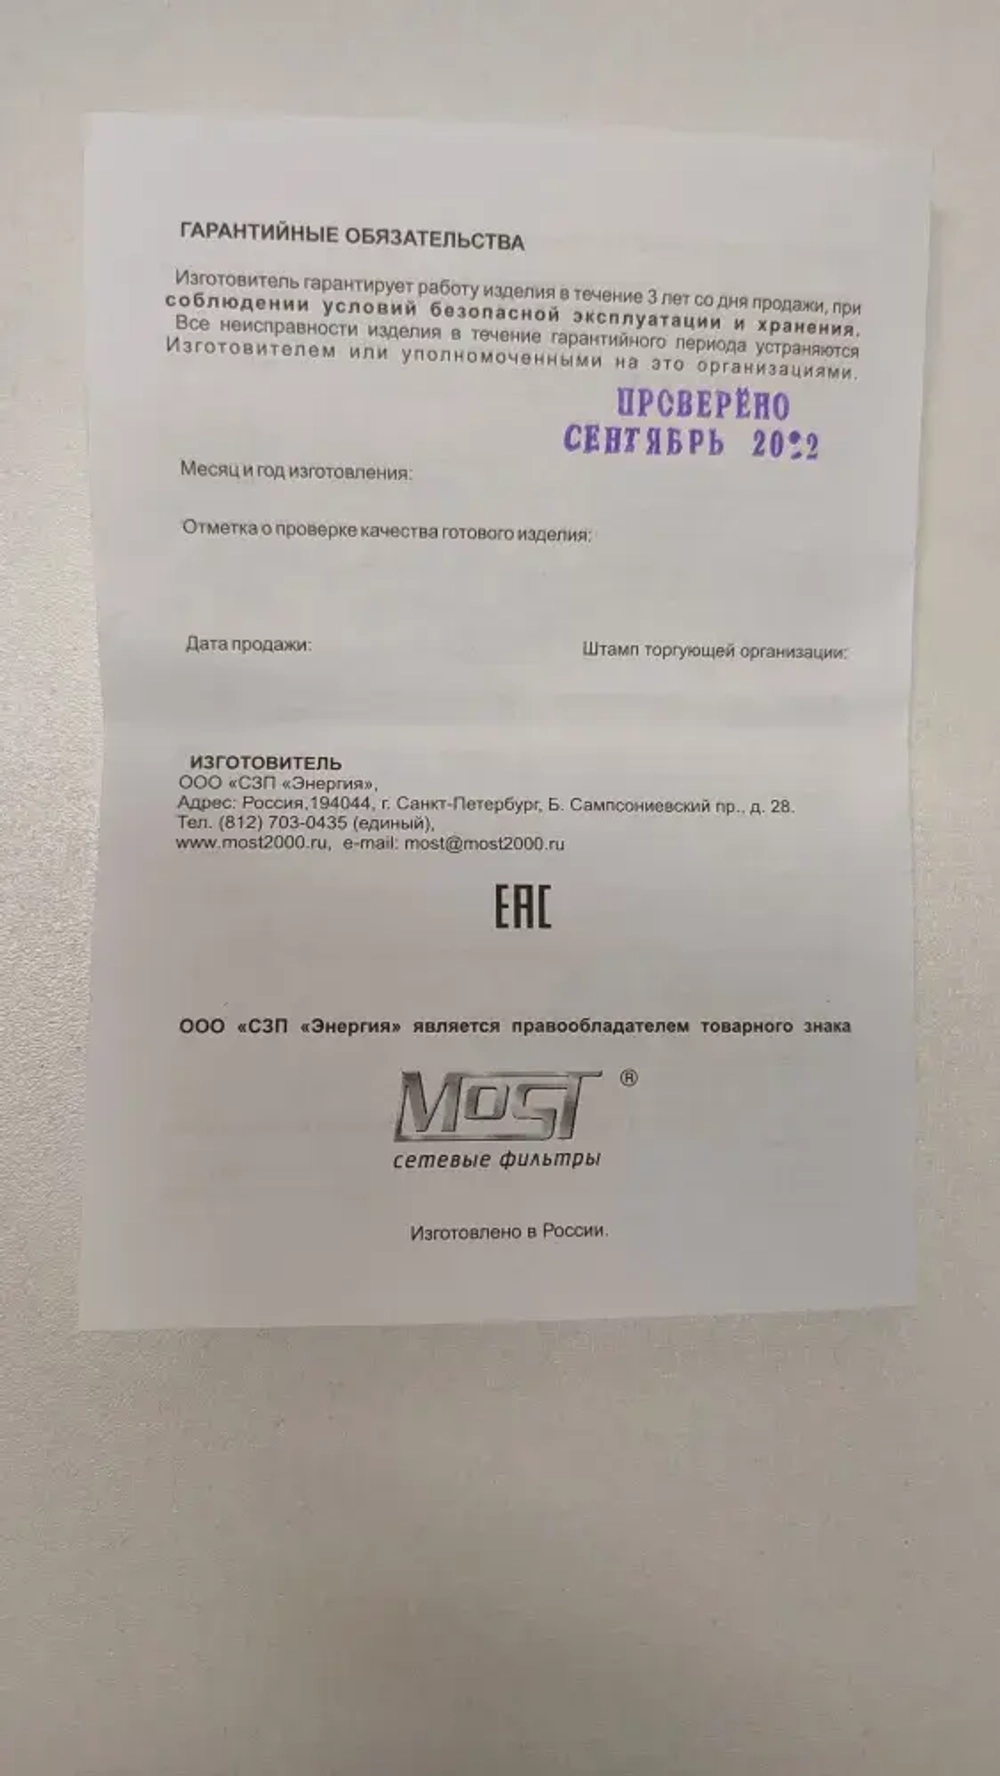 ГАРАНТИЙНЫЕ ОБЯЗАТЕЛЬСТВА
Изготовитель гарантирует работу изделия в течение 3 лет со дня продажи, при
соблюдении условий безопасной эксплуатации и хранения.
Все неисправности изделия в течение гарантийного периода устраняются
Изготовителем или уполномоченными на это организациями.
ПРОВЕРЕНО
СЕНТЯБРЬ 2022
Месяц и год изготовления:
Отметка о проверке качества готового изделия:
Дата продажи:
Штамп торгующей организации:
ИЗГОТОВИТЕЛЬ
ООО «СЗП «Энергия»,
Адрес: Россия,194044, г. Санкт-Петербург, Б. Сампсониевский пр., д. 28.
Тел. (812) 703-0435 (единый),
www.most2000.ru, e-mail: most@most2000.ru
EAC
ООО «СЗП «Энергия» является правообладателем товарного знака
MOST ®
сетевые фильтры
Изготовлено в России.